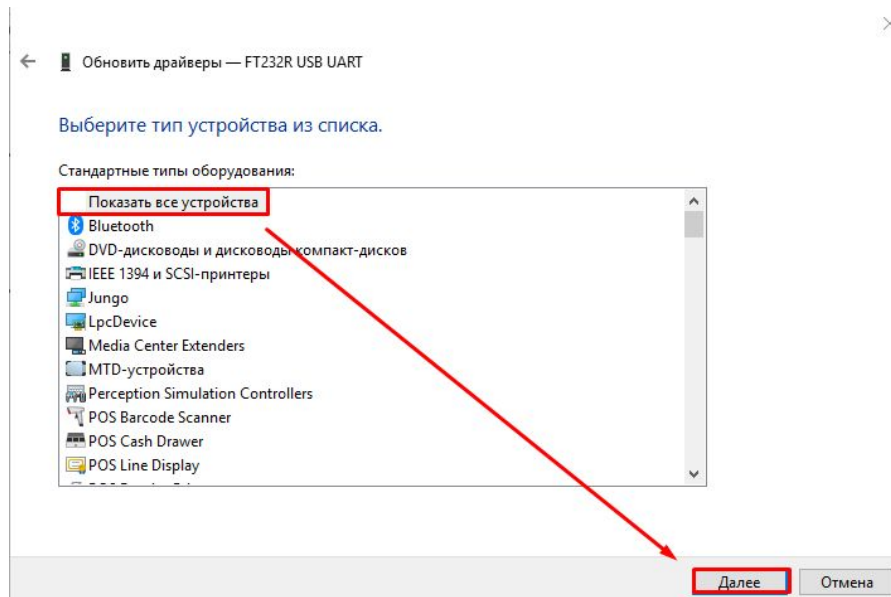 Обновить драйверы — FT232R USB UART
Выберите тип устройства из списка.
Стандартные типы оборудования:
Показать все устройства
Bluetooth
DVD-дисководы и дисководы компакт-дисков
IEEE 1394 и SCSI-принтеры
Jungo
LpcDevice
Media Center Extenders
MTD-устройства
Perception Simulation Controllers
POS Barcode Scanner
POS Cash Drawer
POS Line Display
Далее Отмена